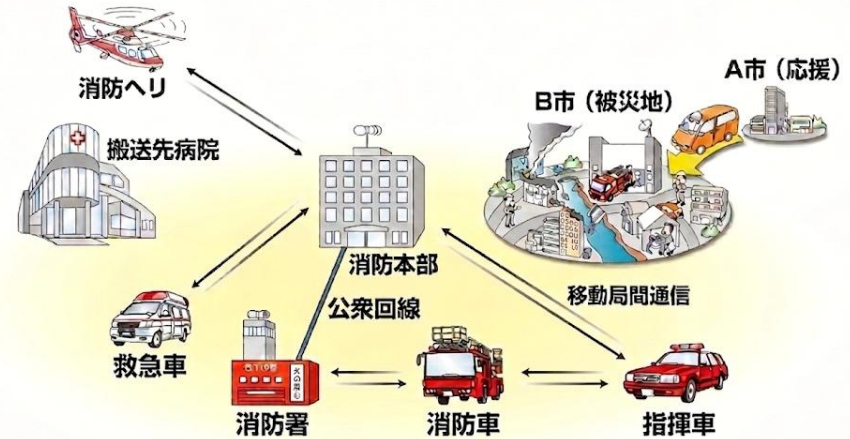 消防ヘリ
A市（応援）
B市（被災地）
搬送先病院
消防本部
公衆回線
移動局間通信
救急車
消防署
消防車
指揮車